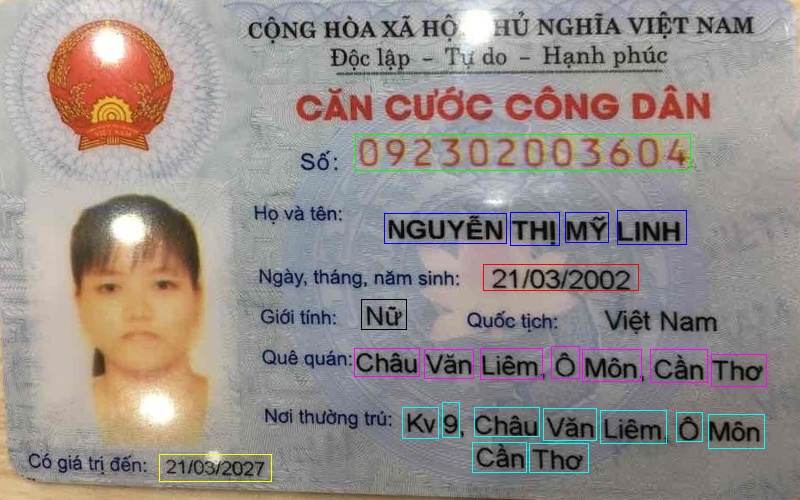 CỘNG HÒA XÃ HỘI CHỦ NGHĨA VIỆT NAM
Độc lập - Tự do - Hạnh phúc
CĂN CƯỚC CÔNG DÂN
Số: 092302003604
Họ và tên: NGUYỄN THỊ MỸ LINH
Ngày, tháng, năm sinh: 21/03/2002
Giới tính: Nữ Quốc tịch: Việt Nam
Quê quán: Châu Văn Liêm, Ô Môn, Cần Thơ
Nơi thường trú: Kv 9, Châu Văn Liêm, Ô Môn
Cần Thơ
Có giá trị đến: 21/03/2027